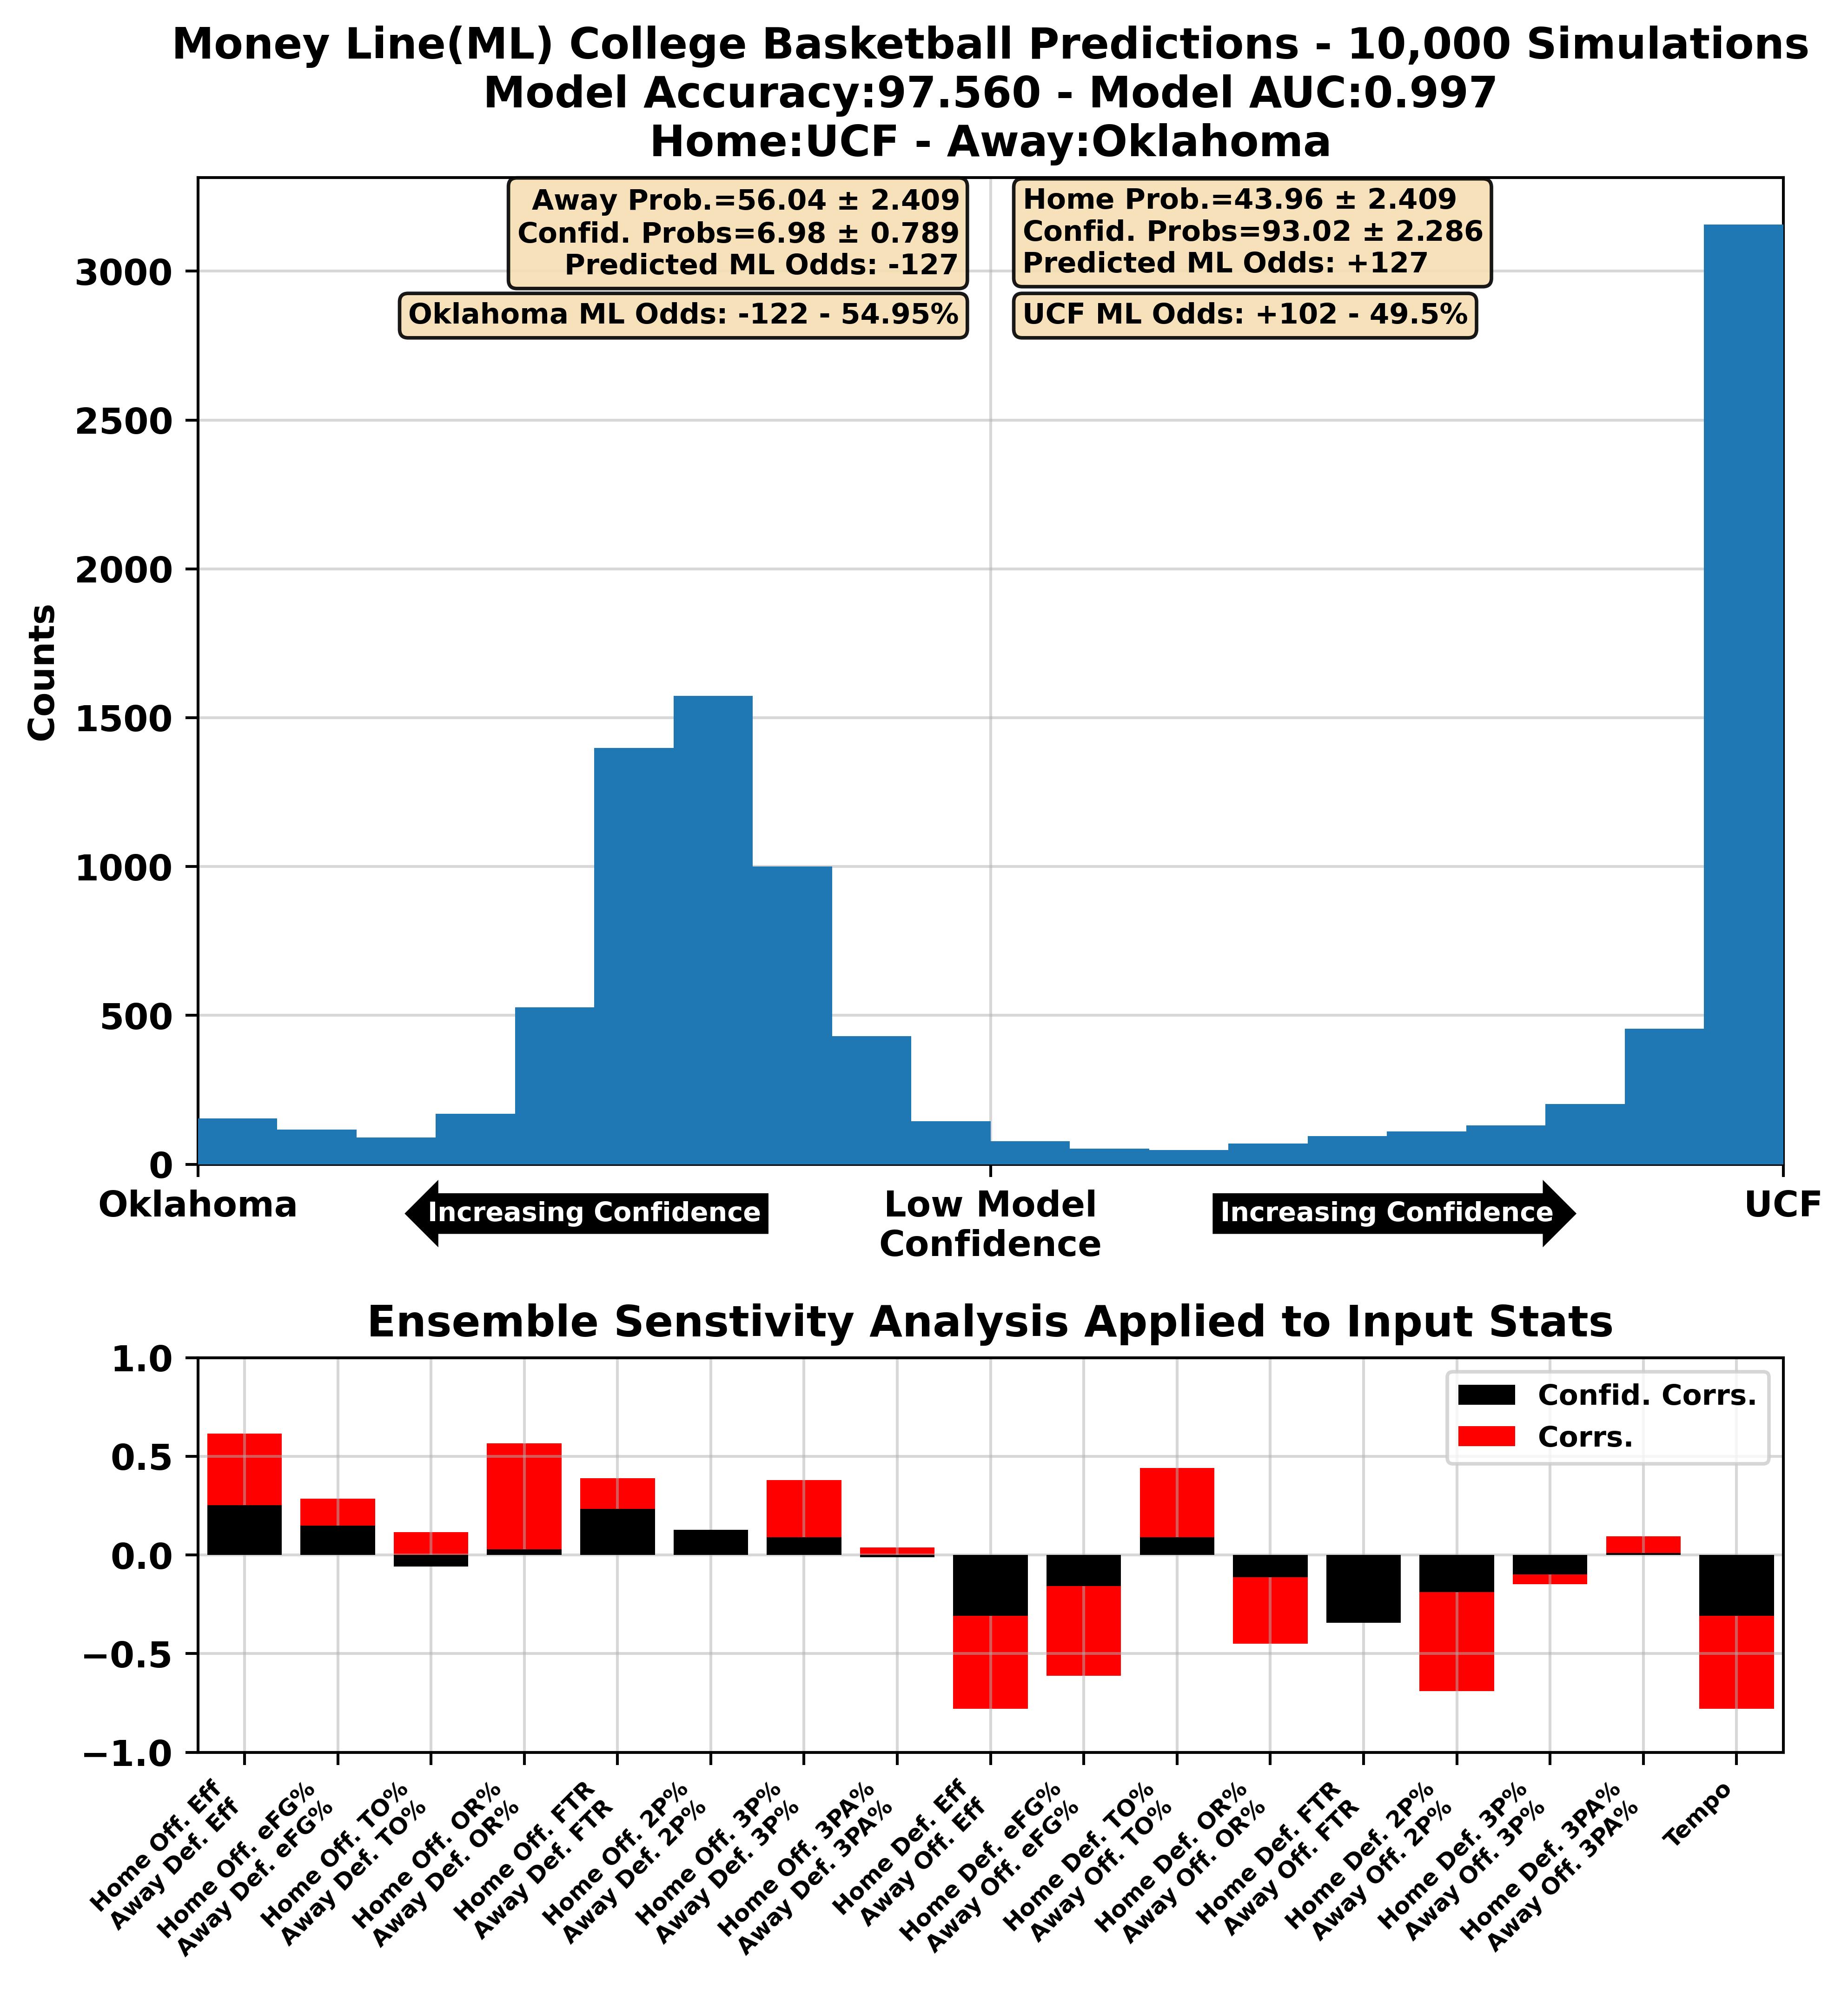 Money Line(ML) College Basketball Predictions - 10,000 Simulations
Model Accuracy:97.560 - Model AUC:0.997
Home:UCF - Away:Oklahoma
Away Prob.=56.04 ± 2.409
Confid. Probs=6.98 ± 0.789
Predicted ML Odds: -127
Oklahoma ML Odds: -122 - 54.95%
Home Prob.=43.96 ± 2.409
Confid. Probs=93.02 ± 2.286
Predicted ML Odds: +127
UCF ML Odds: +102 - 49.5%
Counts
3000
2500
2000
1500
1000
500
0
Oklahoma
Increasing Confidence
Low Model
Confidence
Increasing Confidence
UCF
Ensemble Senstivity Analysis Applied to Input Stats
1.0
0.5
0.0
−0.5
−1.0
Confid. Corrs.
Corrs.
Home Off. Eff
Away Def. Eff
Home Off. eFG%
Away Def. eFG%
Home Off. TO%
Away Def. TO%
Home Off. OR%
Away Def. OR%
Home Off. FTR
Away Def. FTR
Home Off. 2P%
Away Def. 2P%
Home Off. 3P%
Away Def. 3P%
Home Off. 3PA%
Away Def. 3PA%
Home Def. Eff
Away Off. Eff
Home Def. eFG%
Away Off. eFG%
Home Def. TO%
Away Off. TO%
Home Def. OR%
Away Off. OR%
Home Def. FTR
Away Off. FTR
Home Def. 2P%
Away Off. 2P%
Home Def. 3P%
Away Off. 3P%
Home Def. 3PA%
Away Off. 3PA%
Tempo